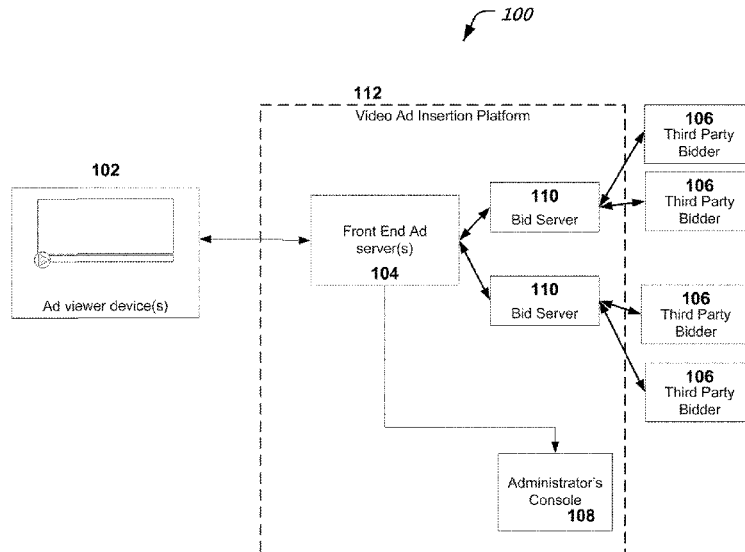 100
112
Video Ad Insertion Platform
102
Ad viewer device(s)
Front End Ad
server(s)
104
110
Bid Server
110
Bid Server
106
Third Party
Bidder
106
Third Party
Bidder
106
Third Party
Bidder
106
Third Party
Bidder
Administrator's
Console
108